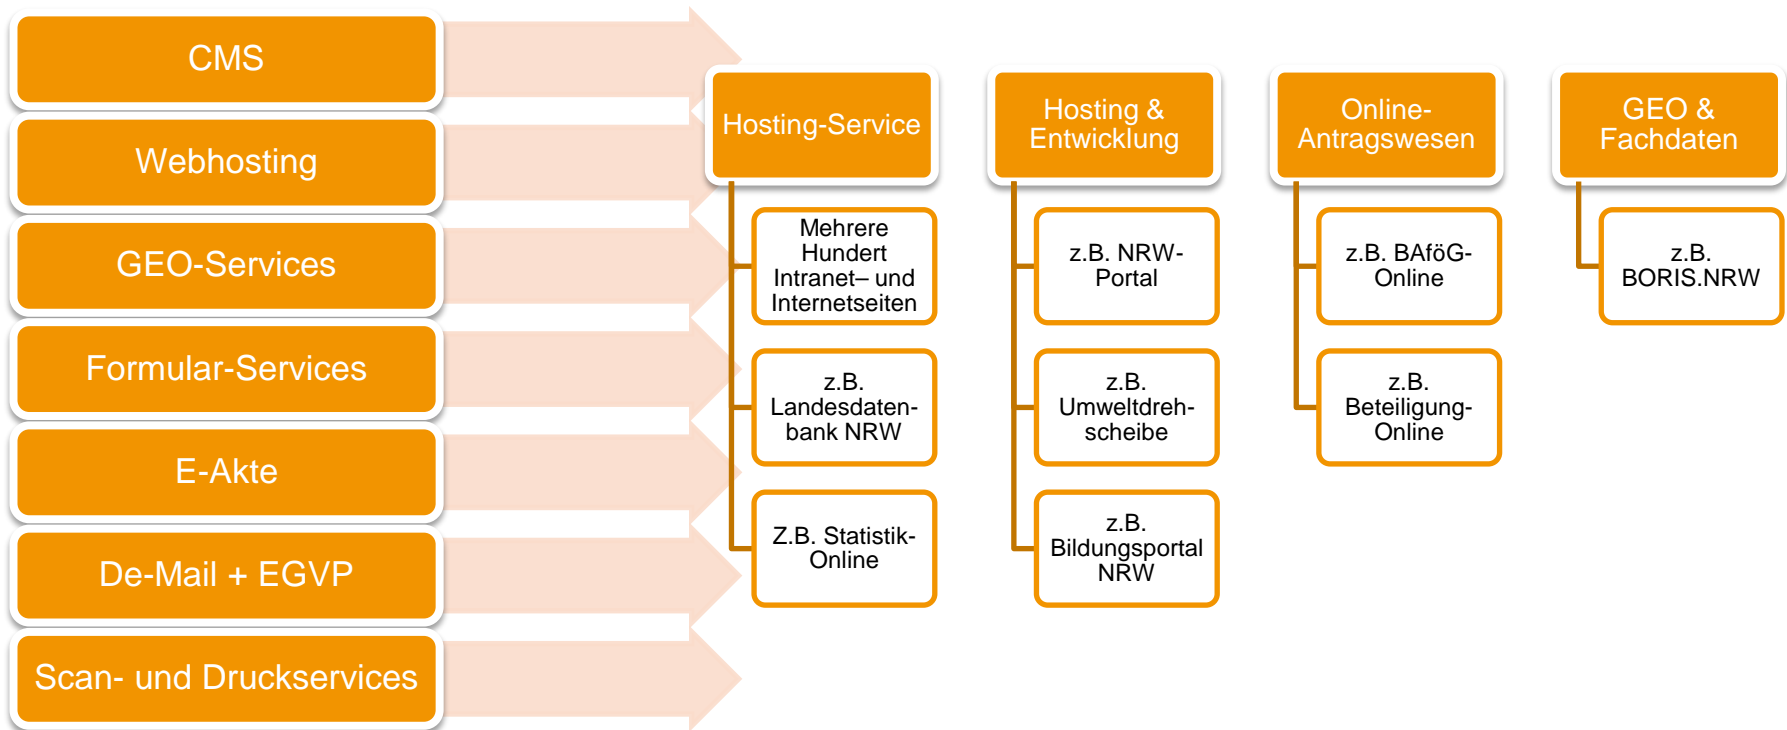 CMS
Webhosting
GEO-Services
Formular-Services
E-Akte
De-Mail + EGVP
Scan- und Druckservices
Hosting-Service
Mehrere
Hundert
Intranet– und
Internetseiten
z.B.
Landesdaten-
bank NRW
Z.B. Statistik-
Online
Hosting &
Entwicklung
z.B. NRW-
Portal
z.B.
Umweltdreh-
scheibe
z.B.
Bildungsportal
NRW
Online-
Antragswesen
z.B. BAföG-
Online
z.B.
Beteiligung-
Online
GEO &
Fachdaten
z.B.
BORIS.NRW